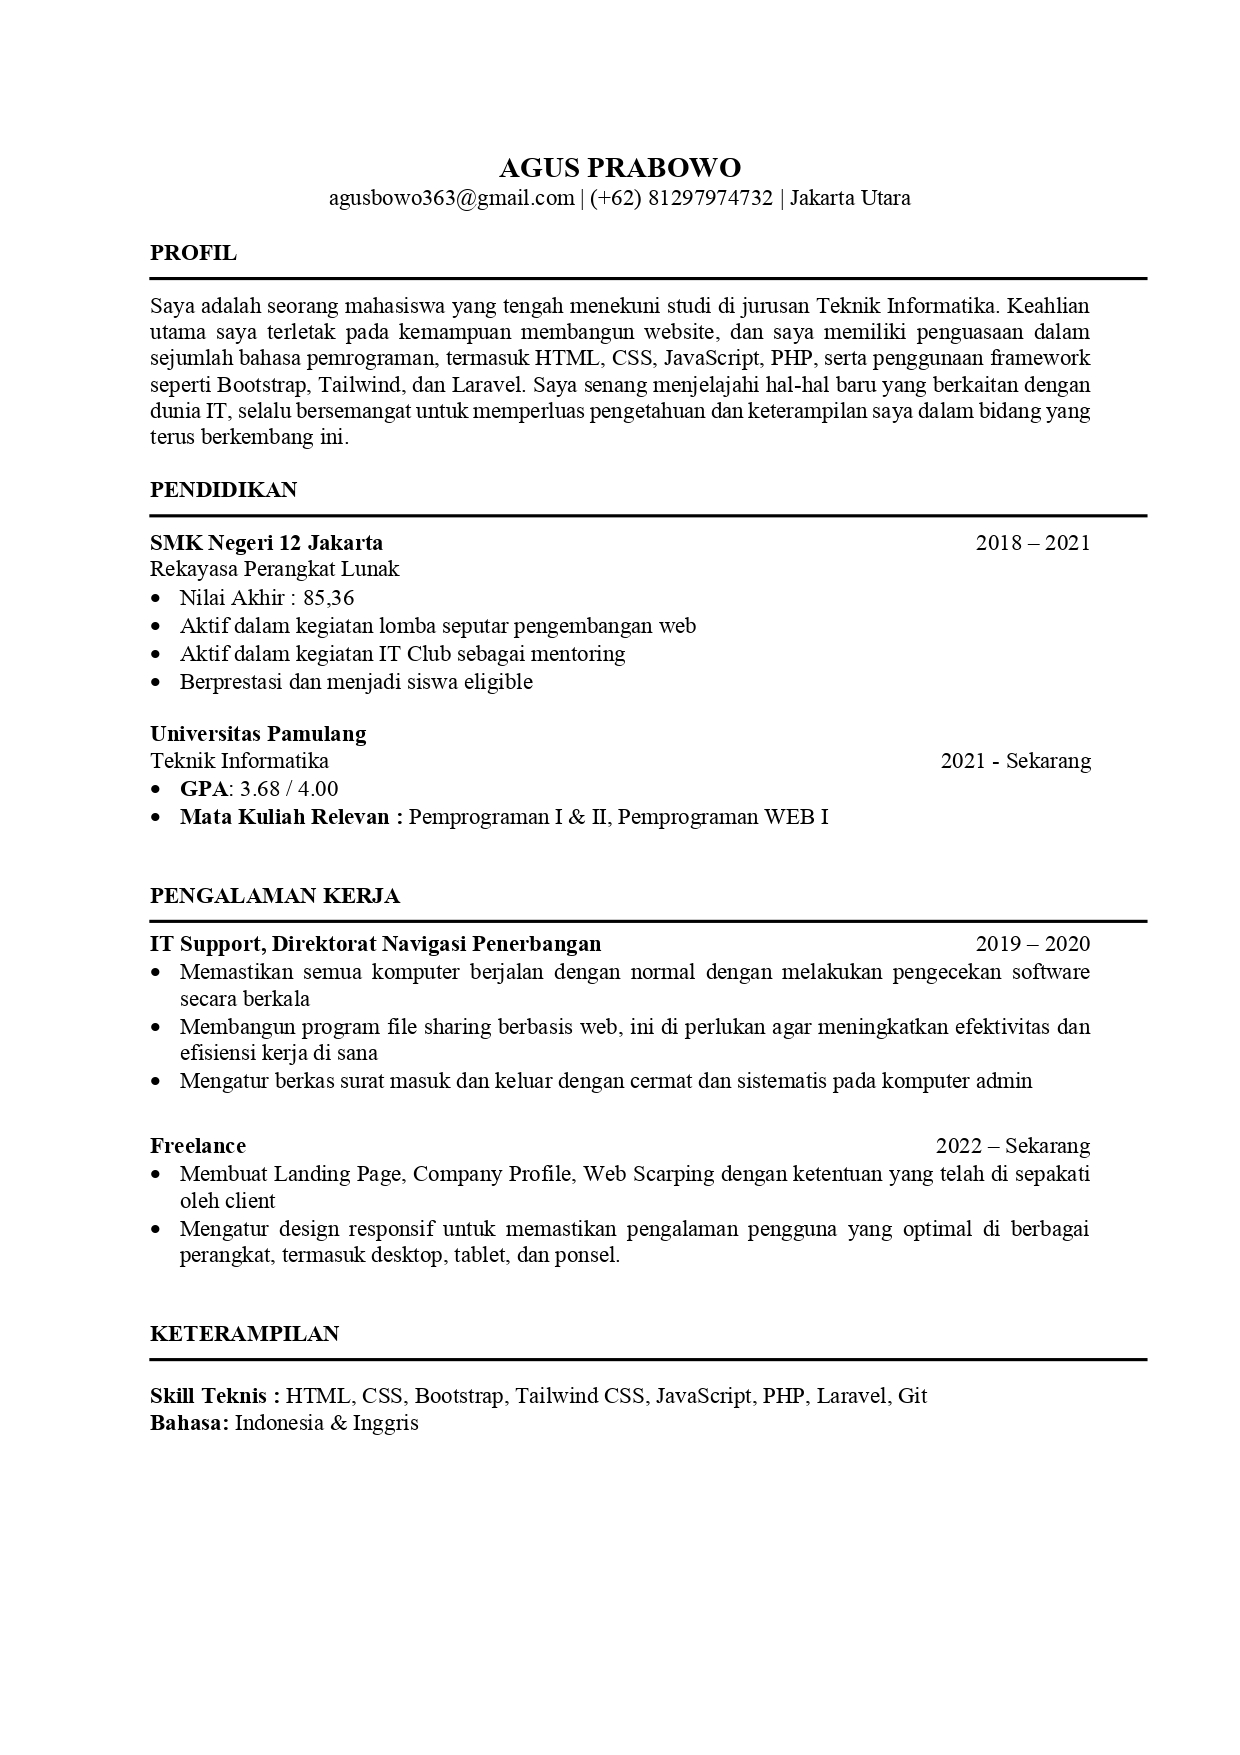 AGUS PRABOWO
agusbowo363@gmail.com | (+62) 81297974732 | Jakarta Utara
PROFIL
Saya adalah seorang mahasiswa yang tengah menekuni studi di jurusan Teknik Informatika. Keahlian
utama saya terletak pada kemampuan membangun website, dan saya memiliki penguasaan dalam
sejumlah bahasa pemrograman, termasuk HTML, CSS, JavaScript, PHP, serta penggunaan framework
seperti Bootstrap, Tailwind, dan Laravel. Saya senang menjelajahi hal-hal baru yang berkaitan dengan
dunia IT, selalu bersemangat untuk memperluas pengetahuan dan keterampilan saya dalam bidang yang
terus berkembang ini.
PENDIDIKAN
SMK Negeri 12 Jakarta 2018 – 2021
Rekayasa Perangkat Lunak
• Nilai Akhir : 85,36
• Aktif dalam kegiatan lomba seputar pengembangan web
• Aktif dalam kegiatan IT Club sebagai mentoring
• Berprestasi dan menjadi siswa eligible
Universitas Pamulang
Teknik Informatika 2021 - Sekarang
• GPA: 3.68 / 4.00
• Mata Kuliah Relevan : Pemprograman I & II, Pemprograman WEB I
PENGALAMAN KERJA
IT Support, Direktorat Navigasi Penerbangan 2019 – 2020
• Memastikan semua komputer berjalan dengan normal dengan melakukan pengecekan software
secara berkala
• Membangun program file sharing berbasis web, ini di perlukan agar meningkatkan efektivitas dan
efisiensi kerja di sana
• Mengatur berkas surat masuk dan keluar dengan cermat dan sistematis pada komputer admin
Freelance 2022 – Sekarang
• Membuat Landing Page, Company Profile, Web Scarping dengan ketentuan yang telah di sepakati
oleh client
• Mengatur design responsif untuk memastikan pengalaman pengguna yang optimal di berbagai
perangkat, termasuk desktop, tablet, dan ponsel.
KETERAMPILAN
Skill Teknis : HTML, CSS, Bootstrap, Tailwind CSS, JavaScript, PHP, Laravel, Git
Bahasa: Indonesia & Inggris